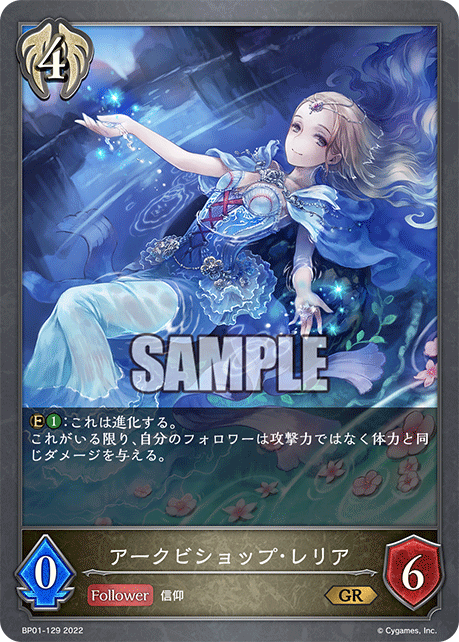 4
SAMPLE
E 1:これは進化する。
これがいる限り、自分のフォロワーは攻撃力ではなく体力と同
じダメージを与える。
アークビショップ・レリア
0
Follower 信仰
GR
6
BP01-129 2022
© Cygames, Inc.